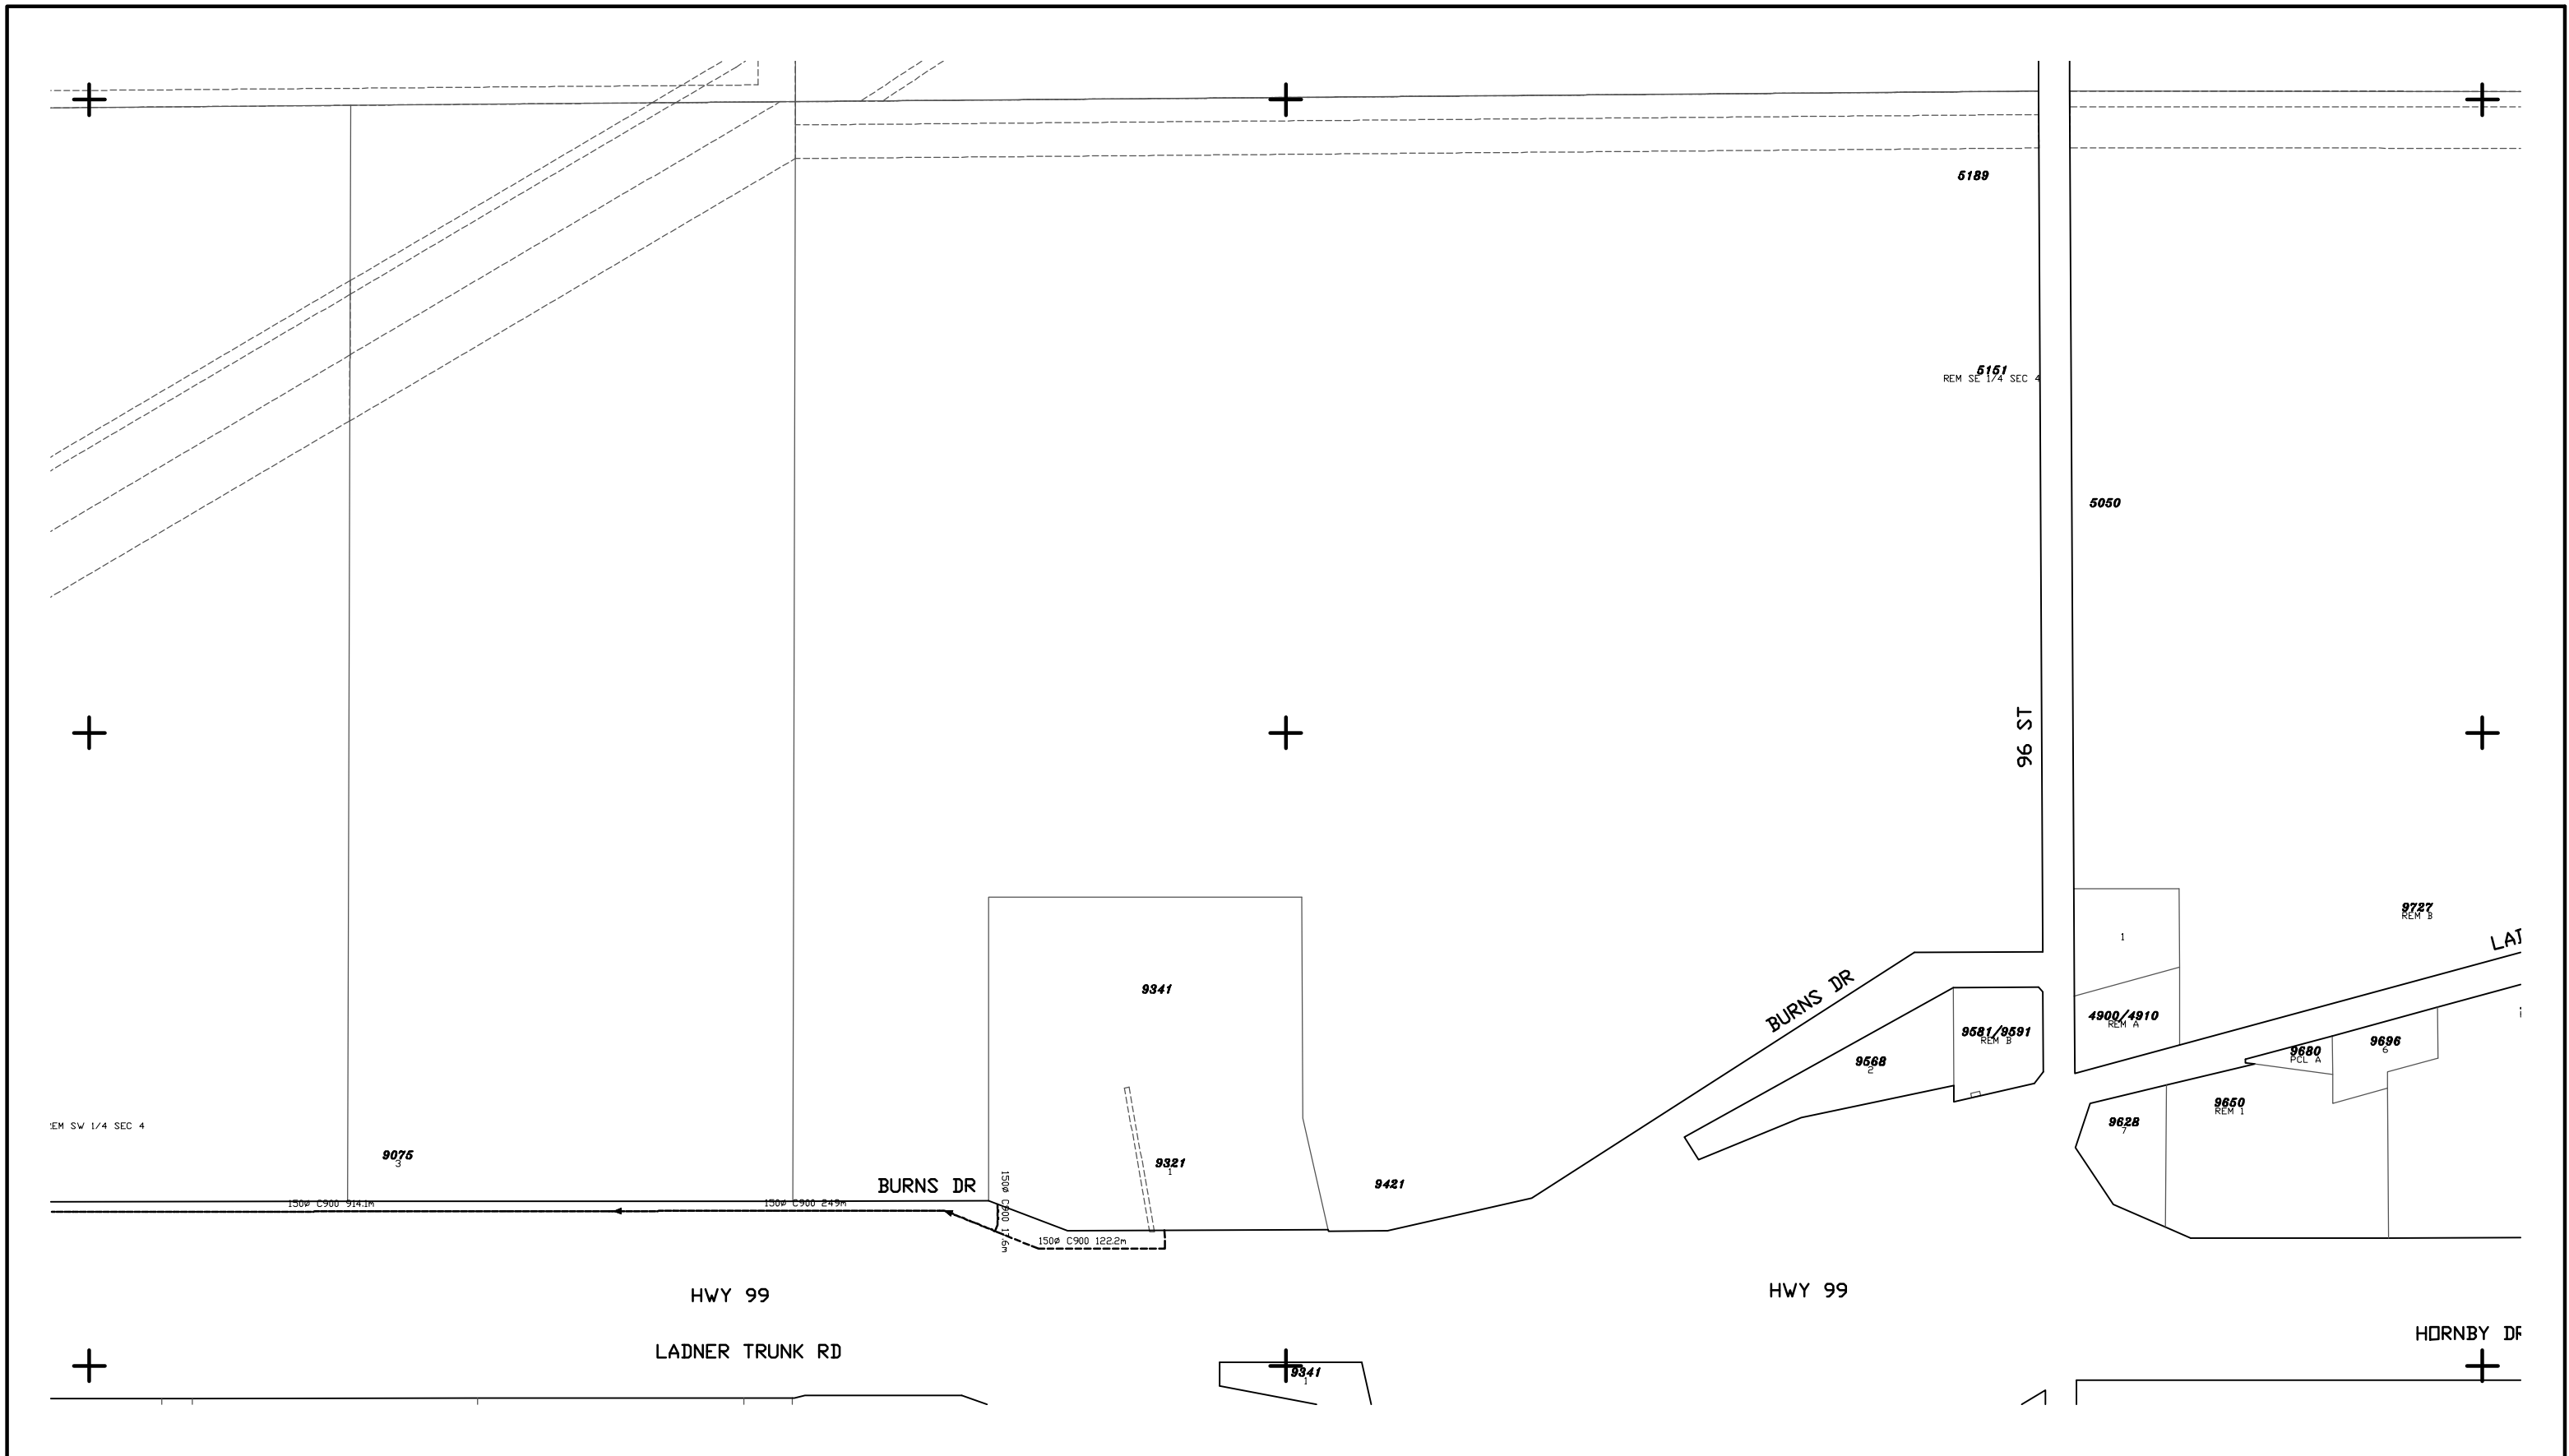 5189
5151
REM SE 1/4 SEC 4
5050
96 ST
9727
REM B
1
9341
BURNS DR
4900/4910
REM A
9581/9591
REM B
9568
2
9680
PCL A
9696
6
9650
REM 1
9628
7
EM SW 1/4 SEC 4
9075
3
9321
1
9421
BURNS DR
150ø C900 914.1m
150ø C900 249m
150ø C900 122.2m
HWY 99
HWY 99
LADNER TRUNK RD
HORNBY DR
9341
1